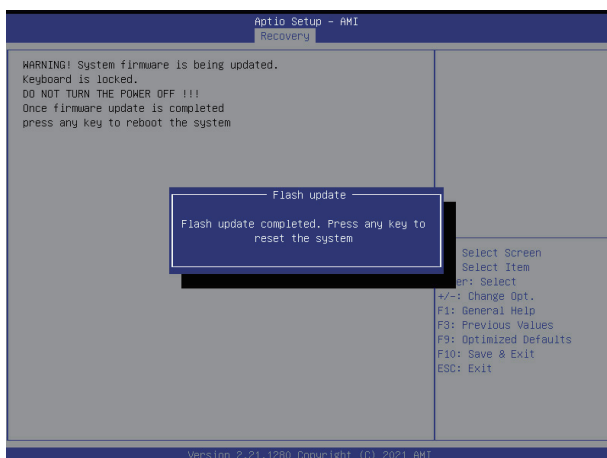 Aptio Setup – AMI
Recovery
WARNING! System firmware is being updated.
Keyboard is locked.
DO NOT TURN THE POWER OFF !!!
Once firmware update is completed
press any key to reboot the system
Flash update
Flash update completed. Press any key to
reset the system
Select Screen
Select Item
er: Select
+/-: Change Opt.
F1: General Help
F3: Previous Values
F9: Optimized Defaults
F10: Save & Exit
ESC: Exit
Version 2.21.1280 Copyright (C) 2021 AMI